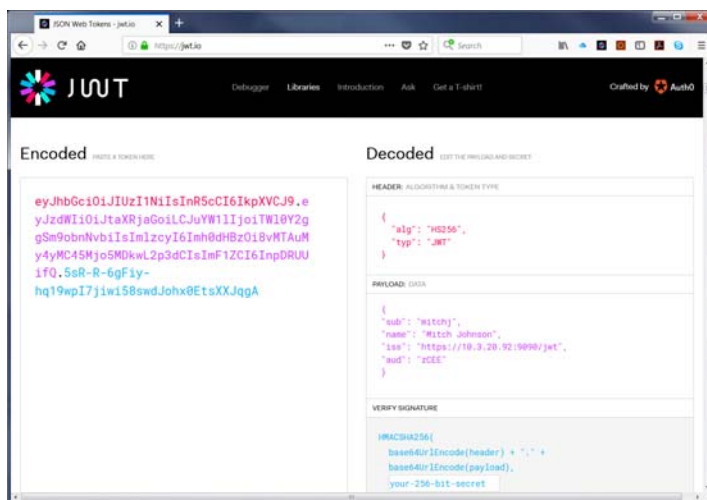 JSON Web Tokens - jwt.io
https://jwt.io
Search
JWT
Debugger Libraries Introduction Ask Get a T-shirt!
Crafted by Auth0
Encoded PASTE A TOKEN HERE
eyJhbGciOiJIUzI1NiIsInR5cCI6IkpXVCJ9.e
yJzdWIiOiJtaXRjaGoiLCJuYW1lIjoiTWl0Y2g
gSm9obnNvbiIsImlzcyI6Imh0dHBzOi8vMTAuM
y4yMC45Mjo5MDkwL2p3dCIsImF1ZCI6InpDRUU
ifQ.5sR-R-6gFiy-
hq19wpI7jiwi58swdJohx0EtsXXJqgA
Decoded EDIT THE PAYLOAD AND SECRET
HEADER: ALGORITHM & TOKEN TYPE
{
"alg": "HS256",
"typ": "JWT"
}
PAYLOAD: DATA
{
"sub": "mitchj",
"name": "Mitch Johnson",
"iss": "https://10.3.20.92:9090/jwt",
"aud": "zCEE"
}
VERIFY SIGNATURE
HMACSHA256(
base64UrlEncode(header) + "." +
base64UrlEncode(payload),
your-256-bit-secret